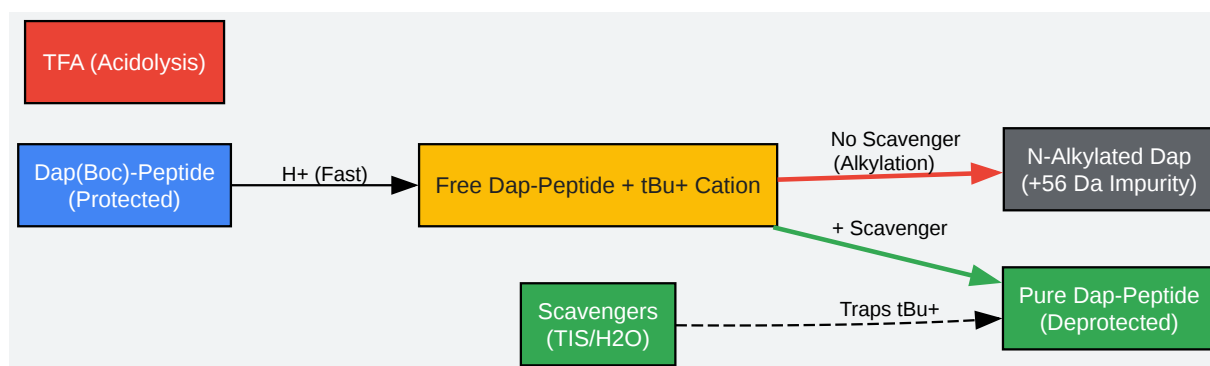 TFA (Acidolysis)
Dap(Boc)-Peptide
(Protected)
H+ (Fast)
Free Dap-Peptide + tBu+ Cation
No Scavenger
(Alkylation)
N-Alkylated Dap
(+56 Da Impurity)
+ Scavenger
Scavengers
(TIS/H2O)
Traps tBu+
Pure Dap-Peptide
(Deprotected)